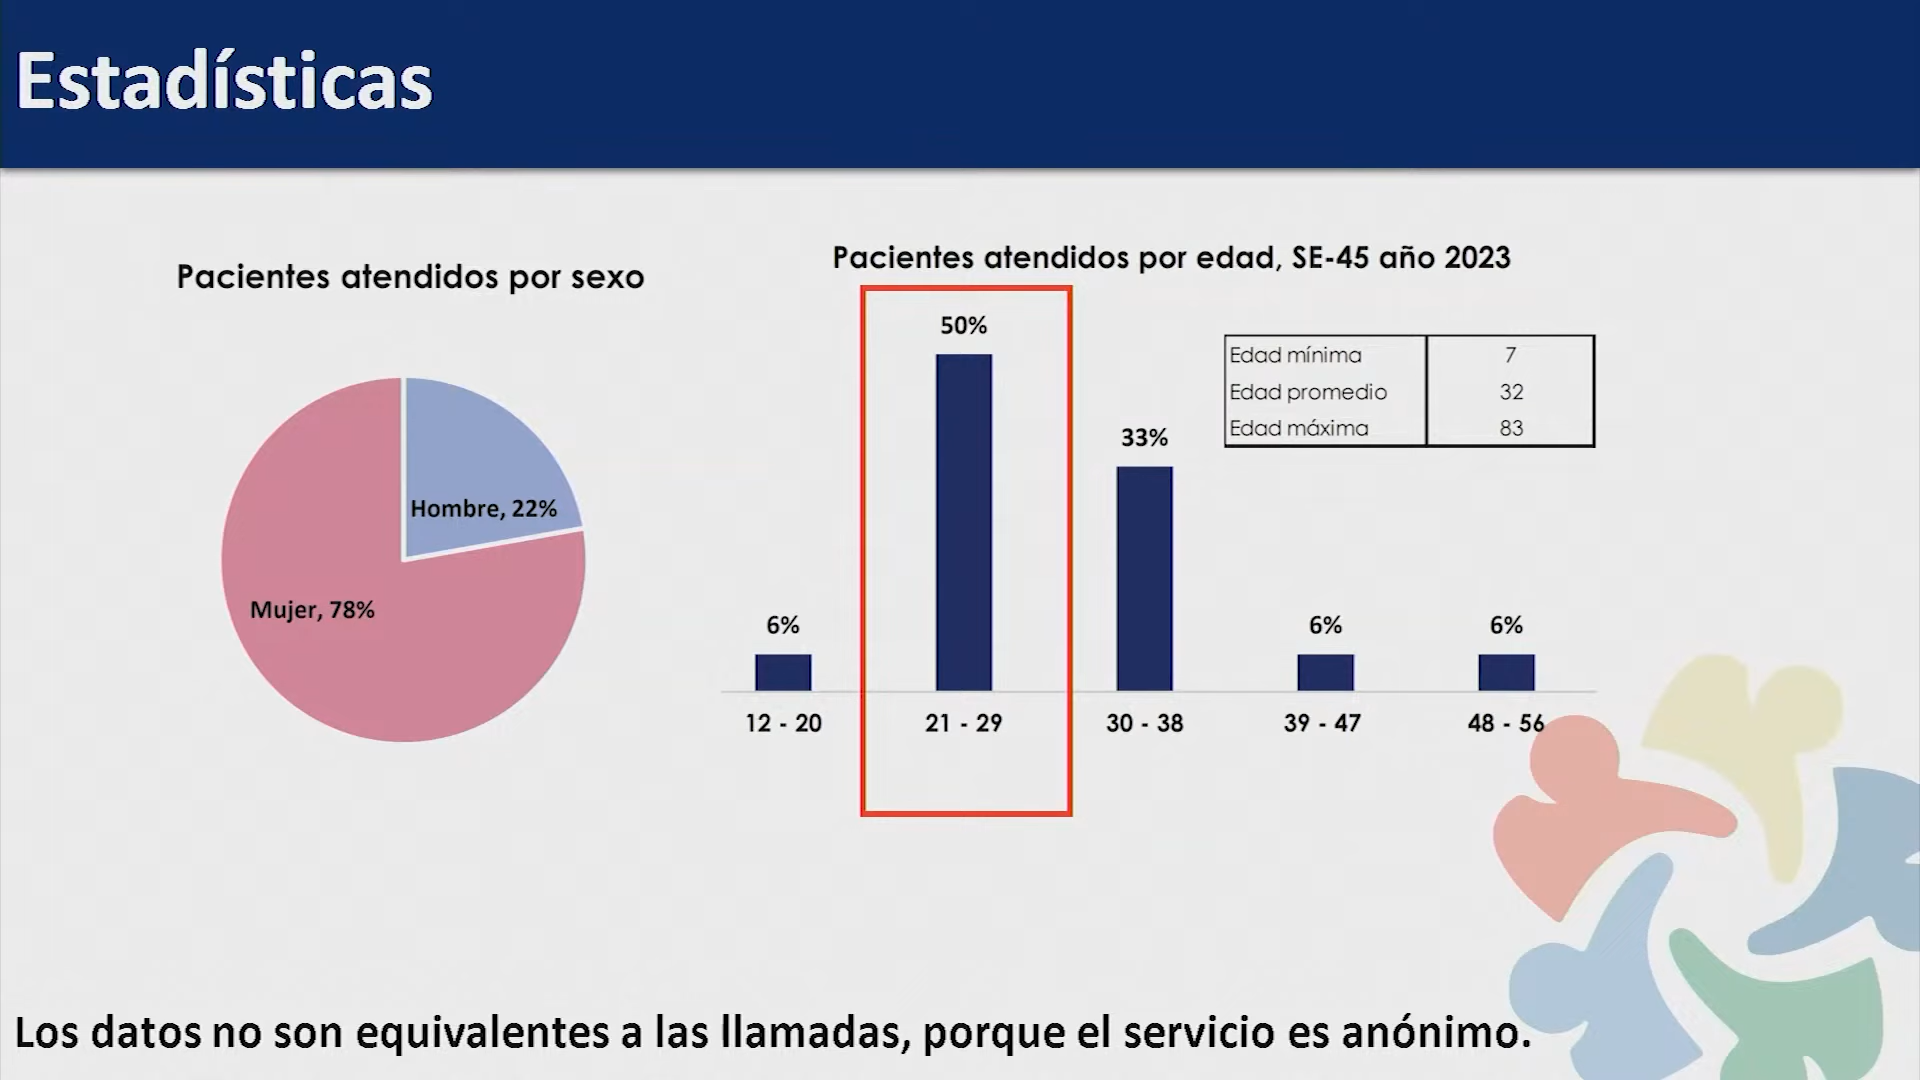 Estadísticas
Pacientes atendidos por sexo
Hombre, 22%
Mujer, 78%
Pacientes atendidos por edad, SE-45 año 2023
50%
33%
6%
6%
6%
12 - 20
21 - 29
30 - 38
39 - 47
48 - 56
Edad mínima 7
Edad promedio 32
Edad máxima 83
Los datos no son equivalentes a las llamadas, porque el servicio es anónimo.